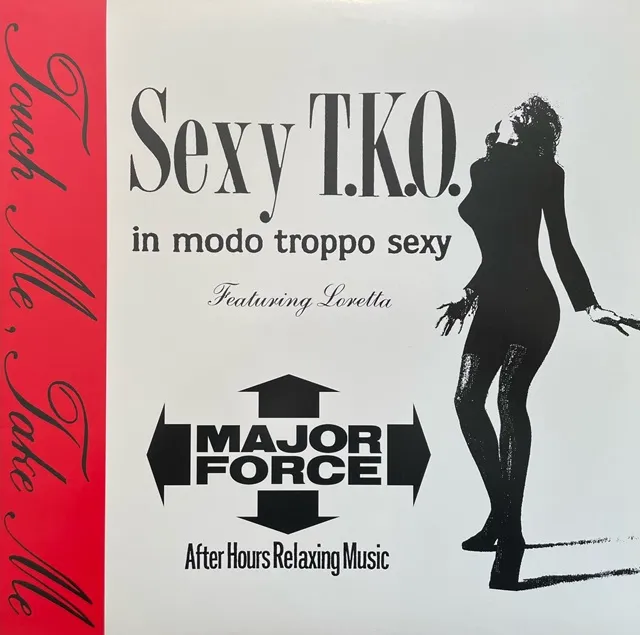 Touch Me, Take Me
Sexy T.K.O.
in modo troppo sexy
Featuring Loretta
MAJOR
FORCE
After Hours Relaxing Music